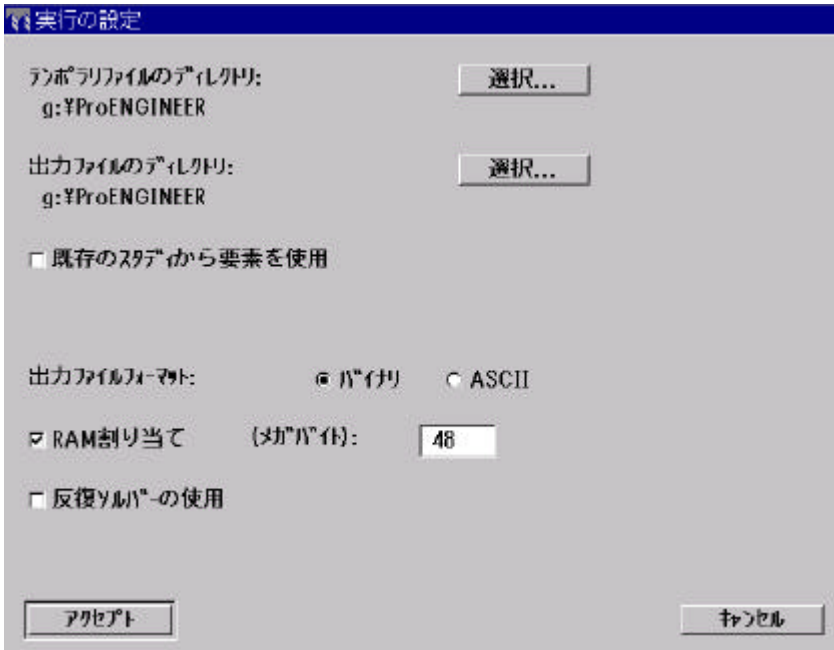 実行の設定
ﾃﾝﾎﾟﾗﾘﾌｧｲﾙのﾃﾞｨﾚｸﾄﾘ: 選択...
g:¥ProENGINEER
出力ﾌｧｲﾙのﾃﾞｨﾚｸﾄﾘ: 選択...
g:¥ProENGINEER
既存のｽﾀﾃﾞｨから要素を使用
出力ﾌｧｲﾙﾌｫｰﾏｯﾄ: ﾊﾞｲﾅﾘ ASCII
RAM割り当て (ﾒｶﾞﾊﾞｲﾄ): 48
反復ｿﾙﾊﾞｰの使用
ｱｸｾﾌﾟﾄ ｷｬﾝｾﾙ